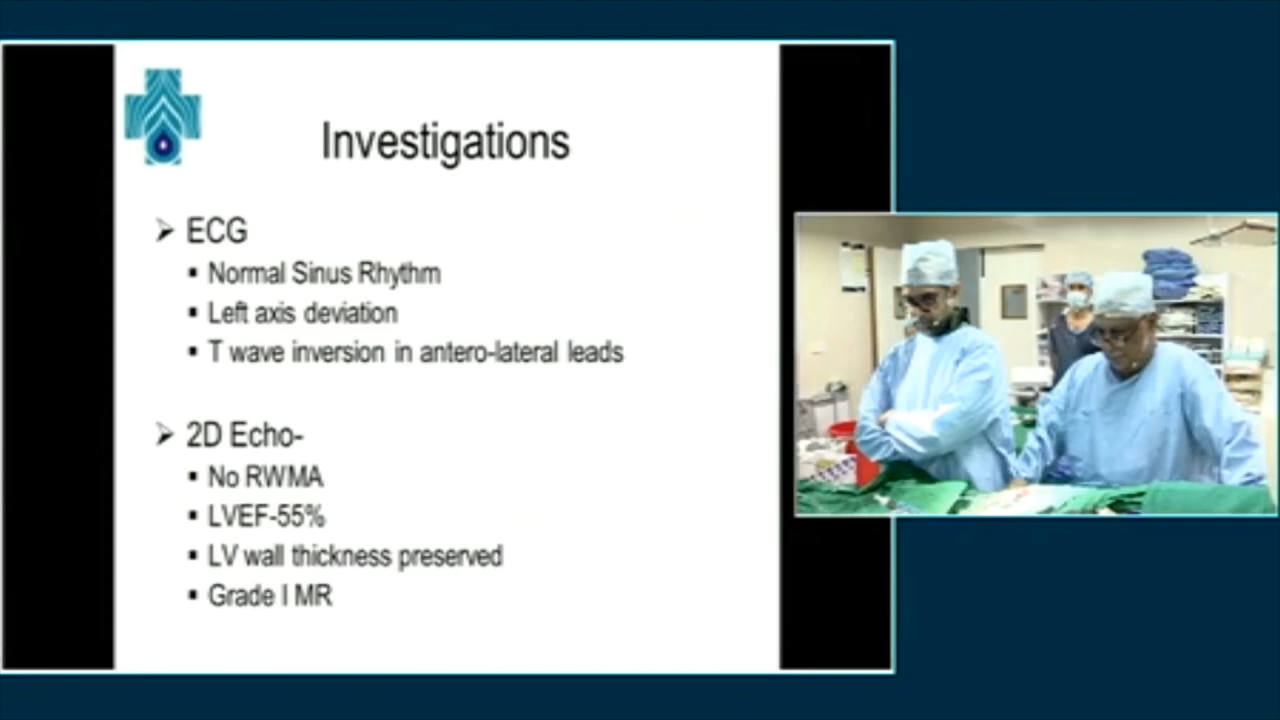 Investigations
➢ ECG
▪ Normal Sinus Rhythm
▪ Left axis deviation
▪ T wave inversion in antero-lateral leads
➢ 2D Echo-
▪ No RWMA
▪ LVEF-55%
▪ LV wall thickness preserved
▪ Grade I MR